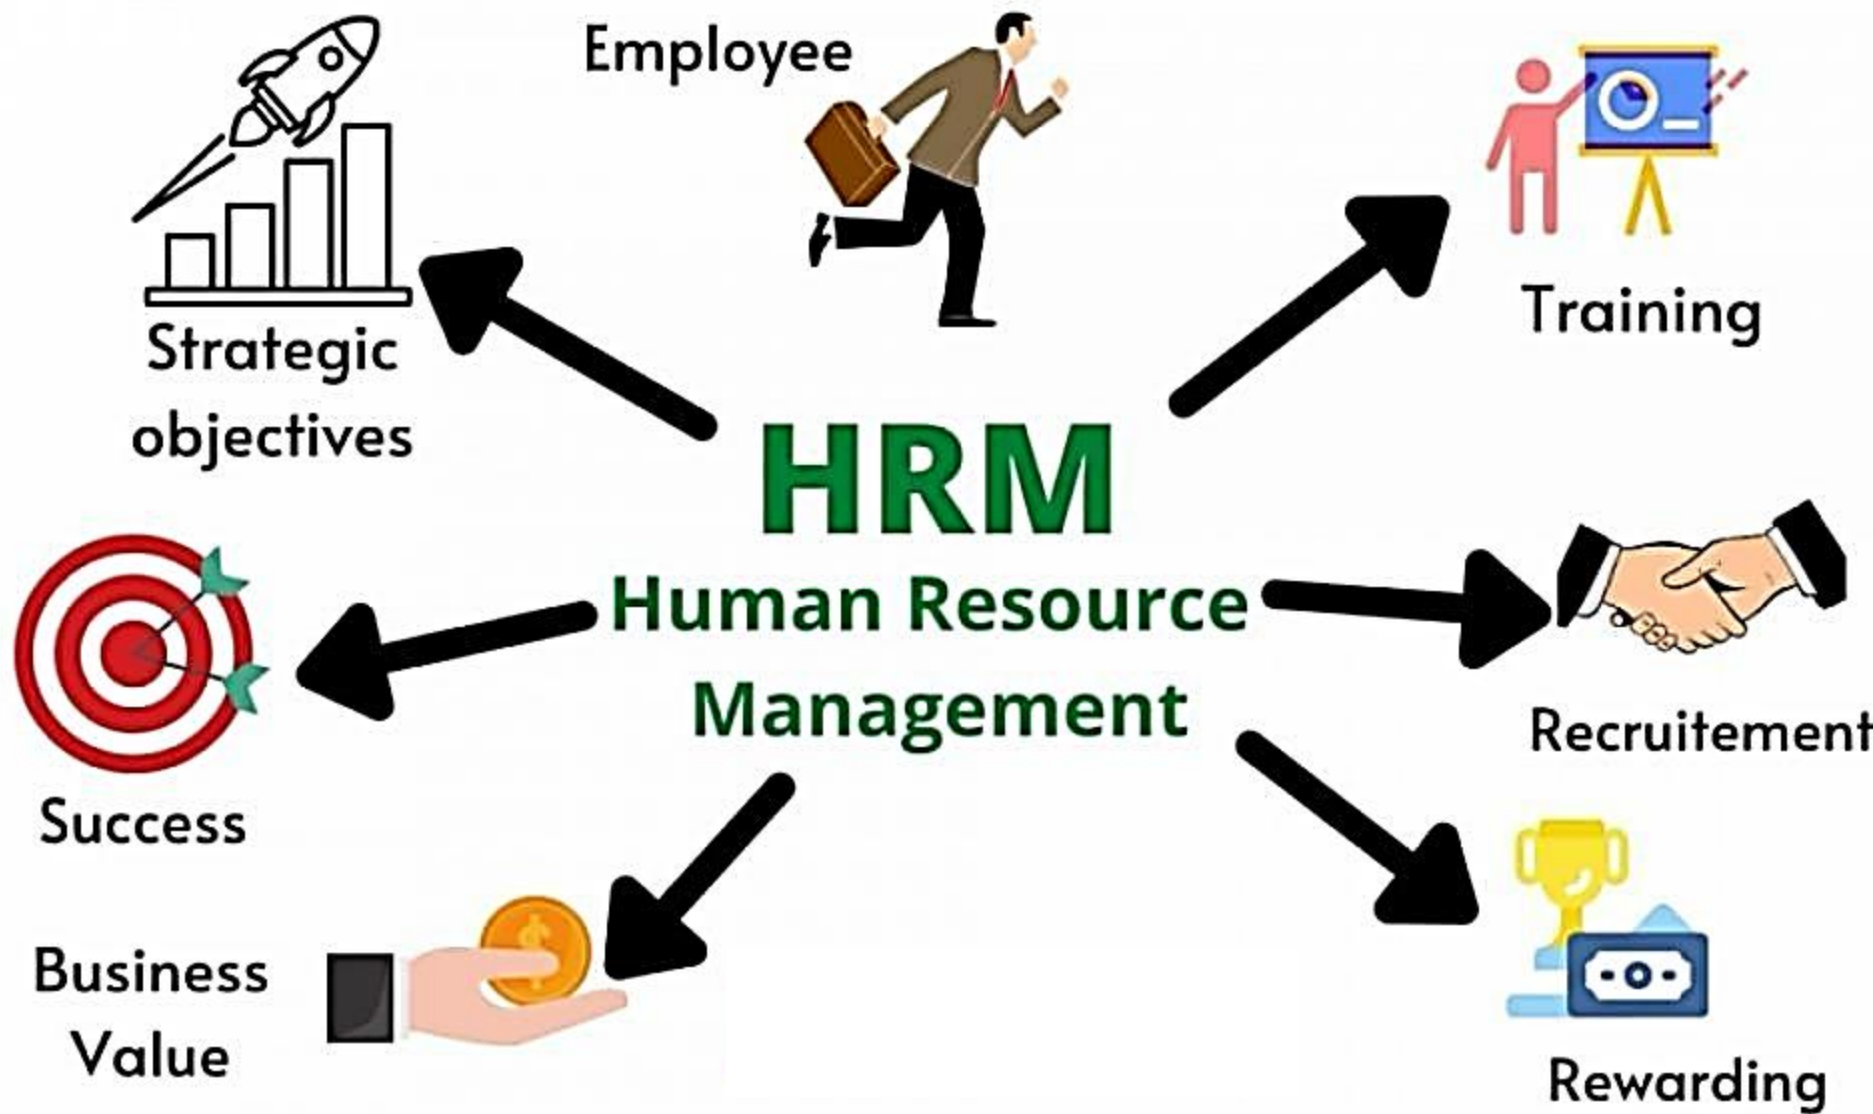 Employee
Strategic
objectives
Training
HRM
Human Resource
Management
Success
Recruitement
Business
Value
Rewarding